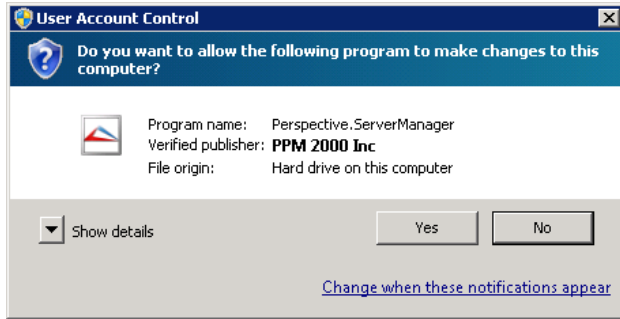 User Account Control
Do you want to allow the following program to make changes to this
computer?
Program name: Perspective.ServerManager
Verified publisher: PPM 2000 Inc
File origin: Hard drive on this computer
Show details
Yes
No
Change when these notifications appear